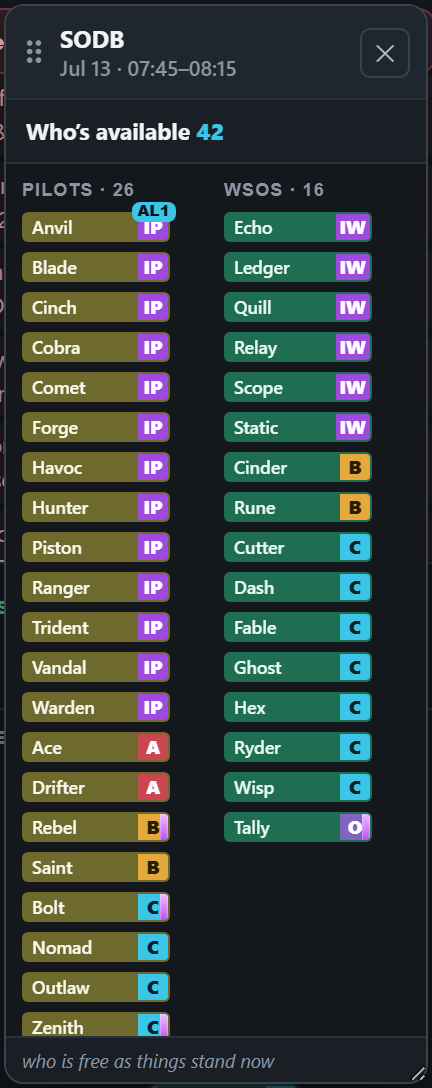 SODB
Jul 13 · 07:45–08:15
Who's available 42
PILOTS · 26
AL1
Anvil IP
Blade IP
Cinch IP
Cobra IP
Comet IP
Forge IP
Havoc IP
Hunter IP
Piston IP
Ranger IP
Trident IP
Vandal IP
Warden IP
Ace A
Drifter A
Rebel B
Saint B
Bolt C
Nomad C
Outlaw C
Zenith C
WSOS · 16
Echo IW
Ledger IW
Quill IW
Relay IW
Scope IW
Static IW
Cinder B
Rune B
Cutter C
Dash C
Fable C
Ghost C
Hex C
Ryder C
Wisp C
Tally O
who is free as things stand now